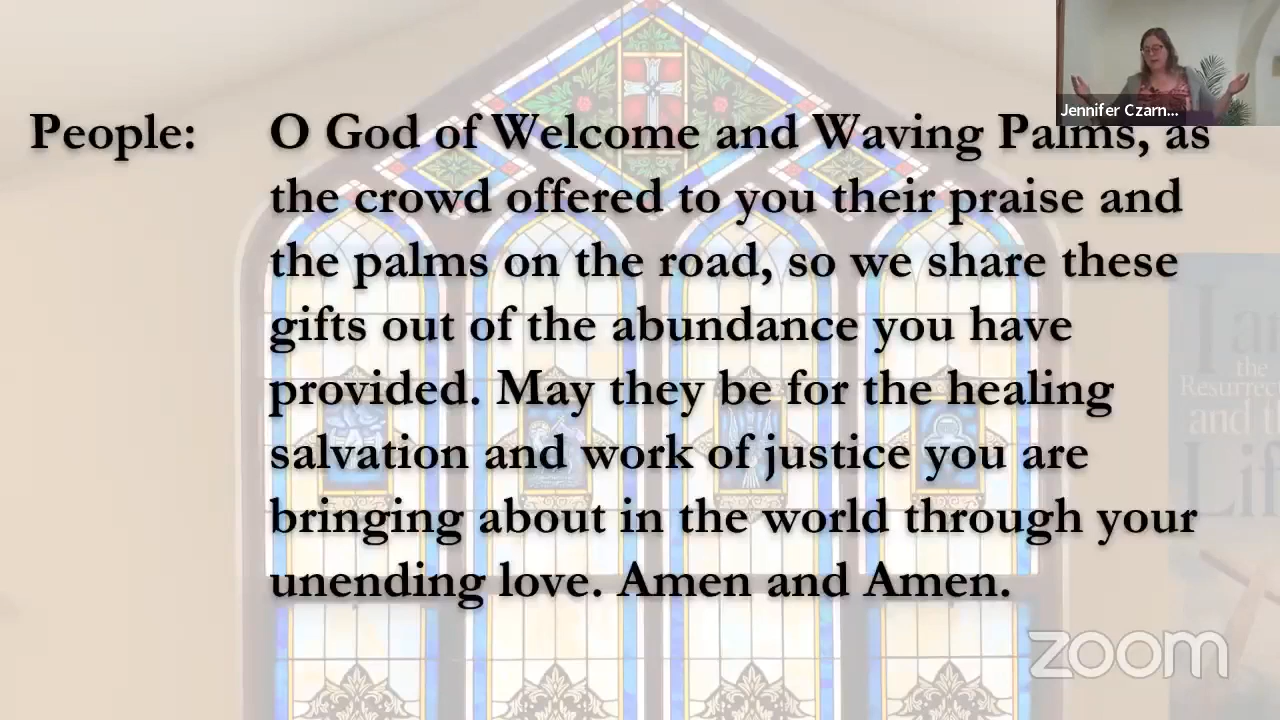 Jennifer Czarn...
People: O God of Welcome and Waving Palms, as
the crowd offered to you their praise and
the palms on the road, so we share these
gifts out of the abundance you have
provided. May they be for the healing
salvation and work of justice you are
bringing about in the world through your
unending love. Amen and Amen.
I
the
and
zoom